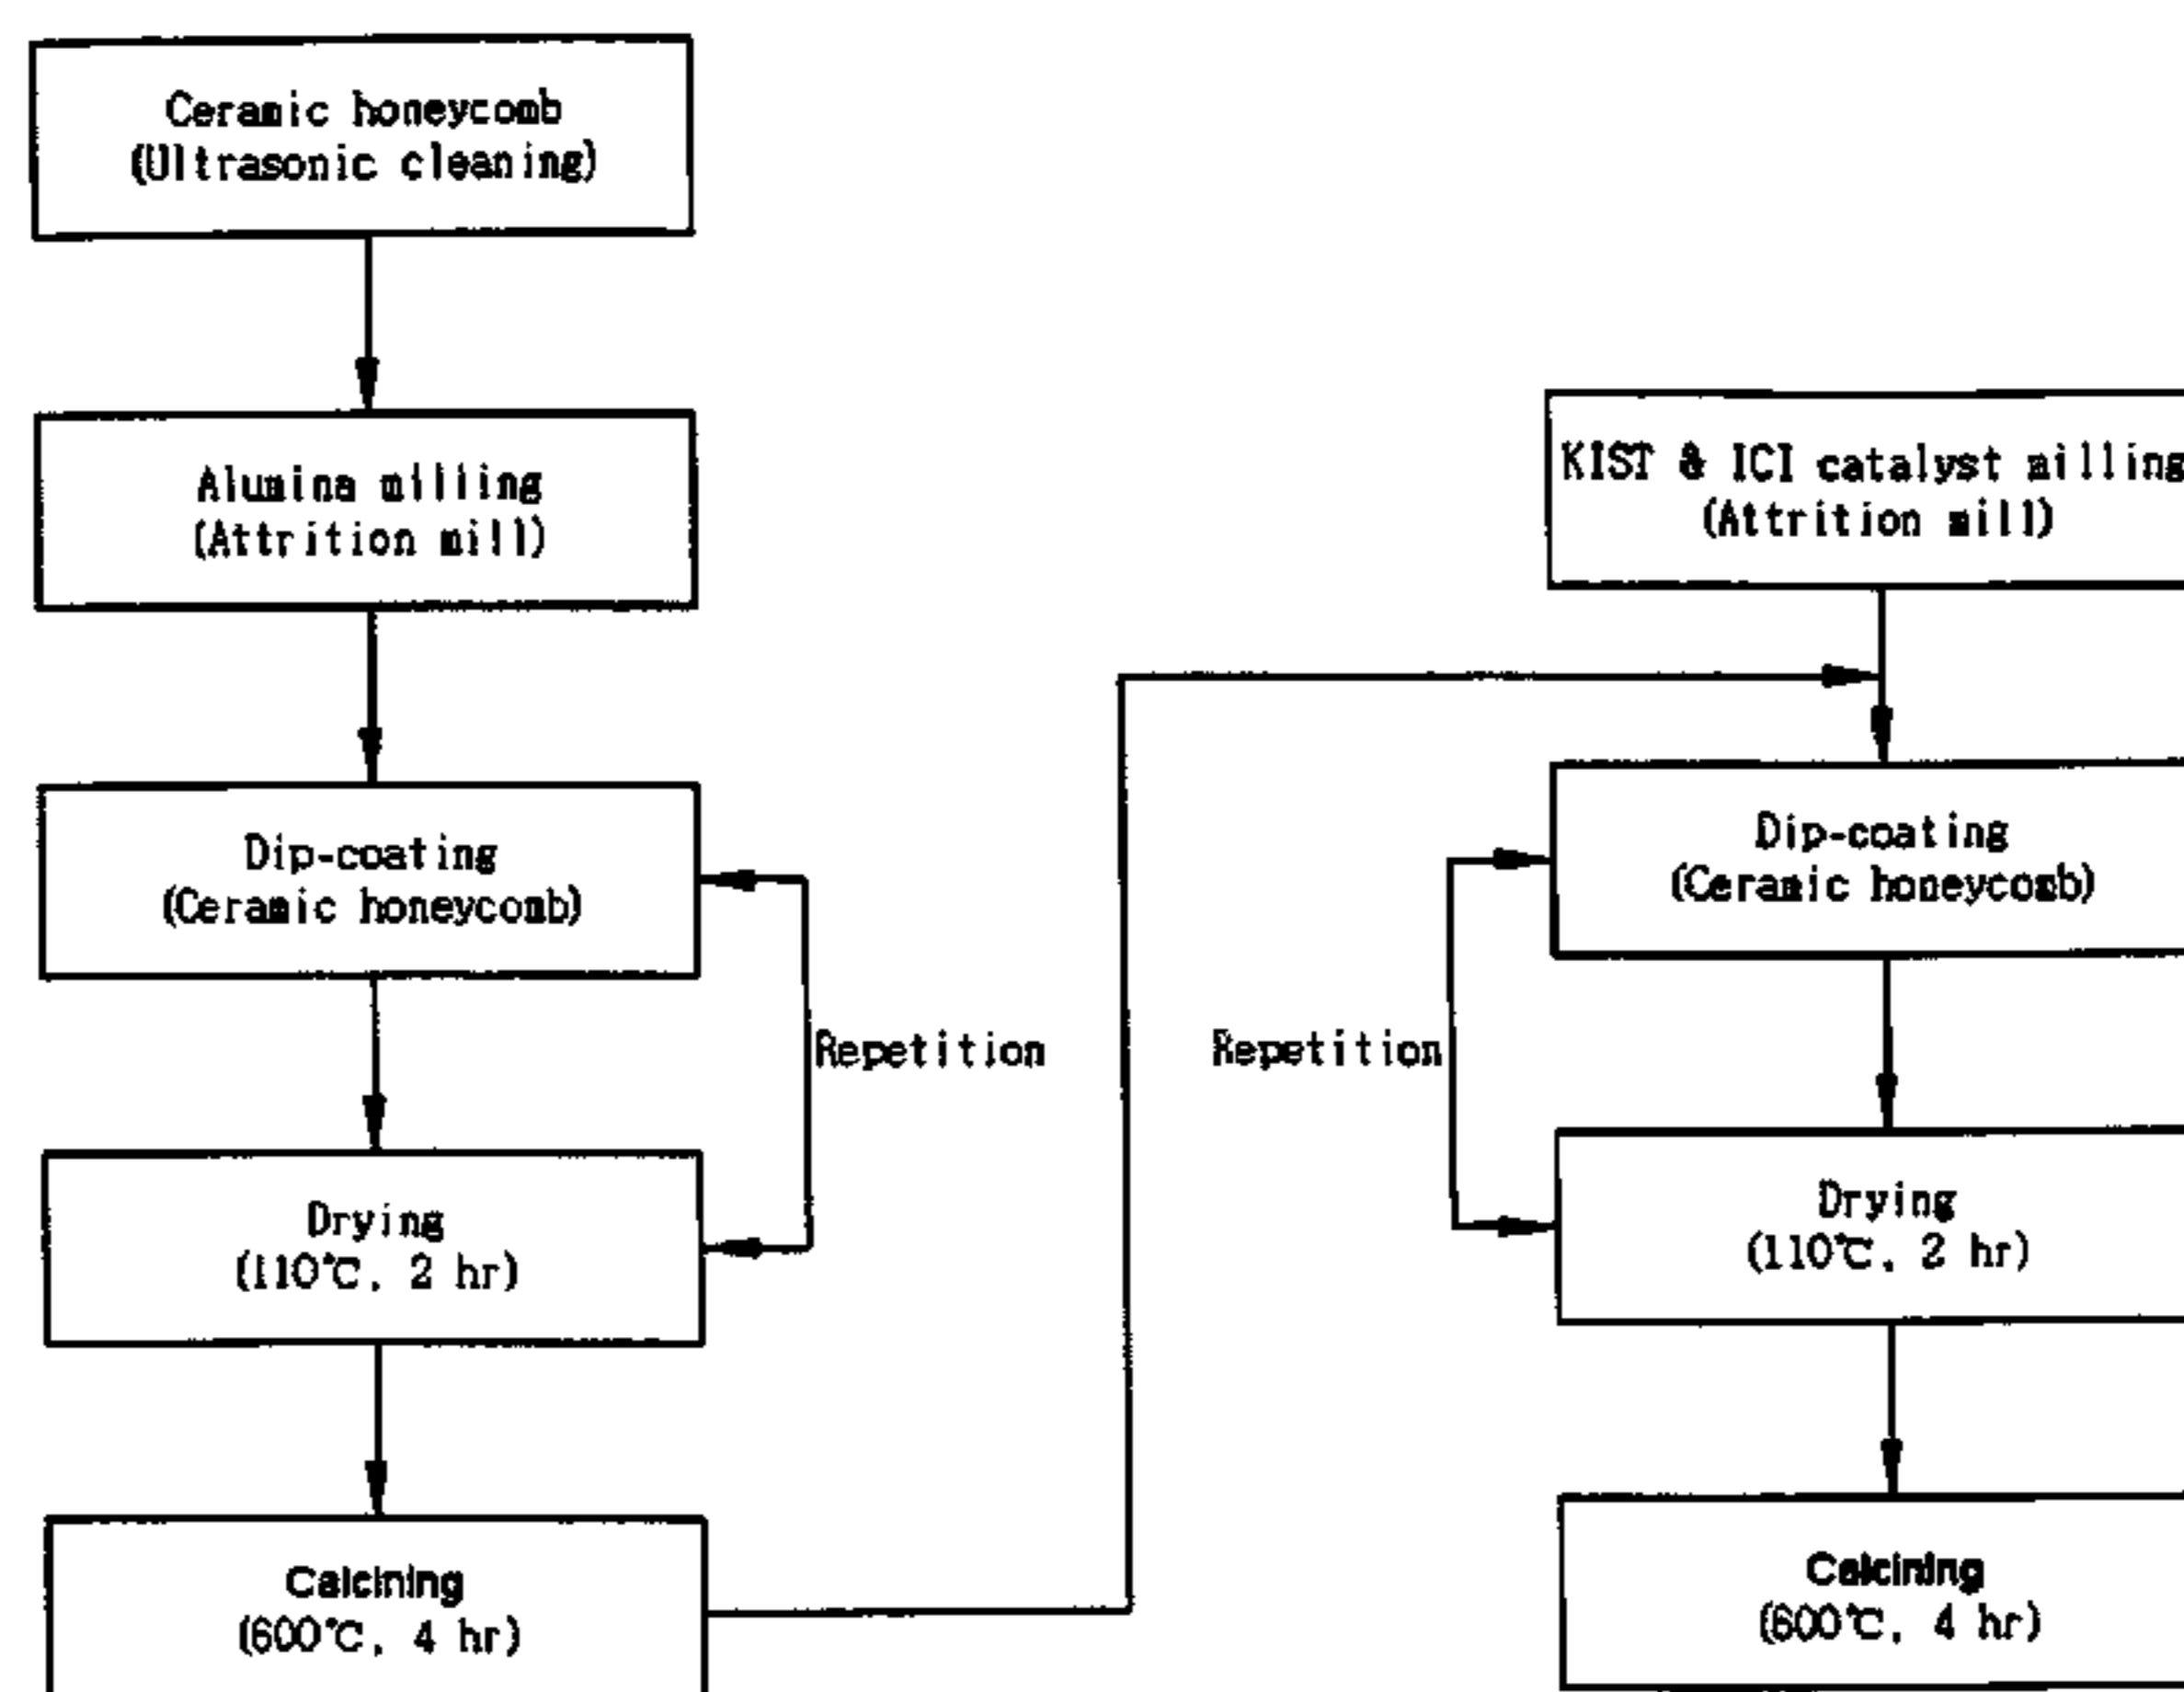 Ceramic honeycomb
(Ultrasonic cleaning)
Alumina milling
(Attrition mill)
Dip-coating
(Ceramic honeycomb)
Repetition
Drying
(110℃, 2 hr)
Calcining
(600℃, 4 hr)
KIST & ICI catalyst milling
(Attrition mill)
Dip-coating
(Ceramic honeycomb)
Repetition
Drying
(110℃, 2 hr)
Calcining
(600℃, 4 hr)